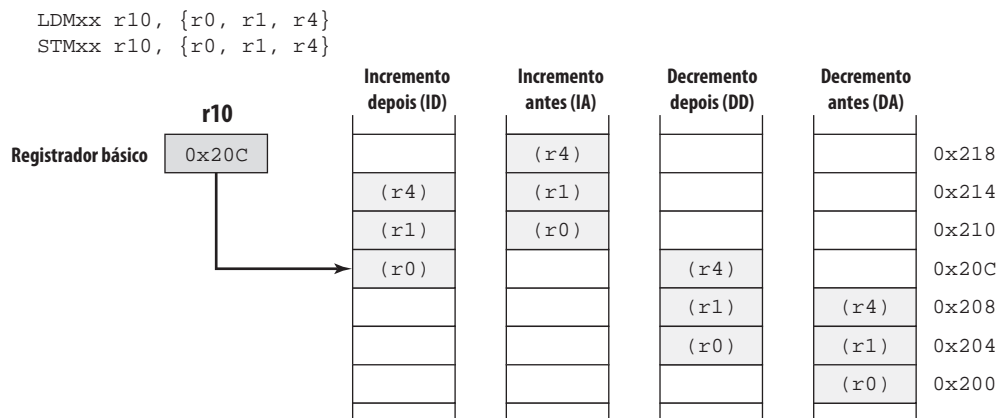 LDMxx r10, {r0, r1, r4}
STMxx r10, {r0, r1, r4}
Incremento depois (ID)
Incremento antes (IA)
Decremento depois (DD)
Decremento antes (DA)
r10
Registrador básico
0x20C
(r4) 0x218
(r4) (r1) 0x214
(r1) (r0) 0x210
(r0) (r4) 0x20C
(r1) (r4) 0x208
(r0) (r1) 0x204
(r0) 0x200